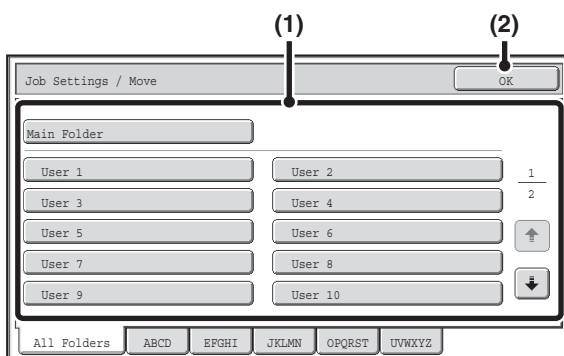 (1) (2)
Job Settings / Move OK
Main Folder
User 1 User 2 1
User 3 User 4 2
User 5 User 6
User 7 User 8
User 9 User 10
All Folders ABCD EFGHI JKLMN OPQRST UVWXYZ